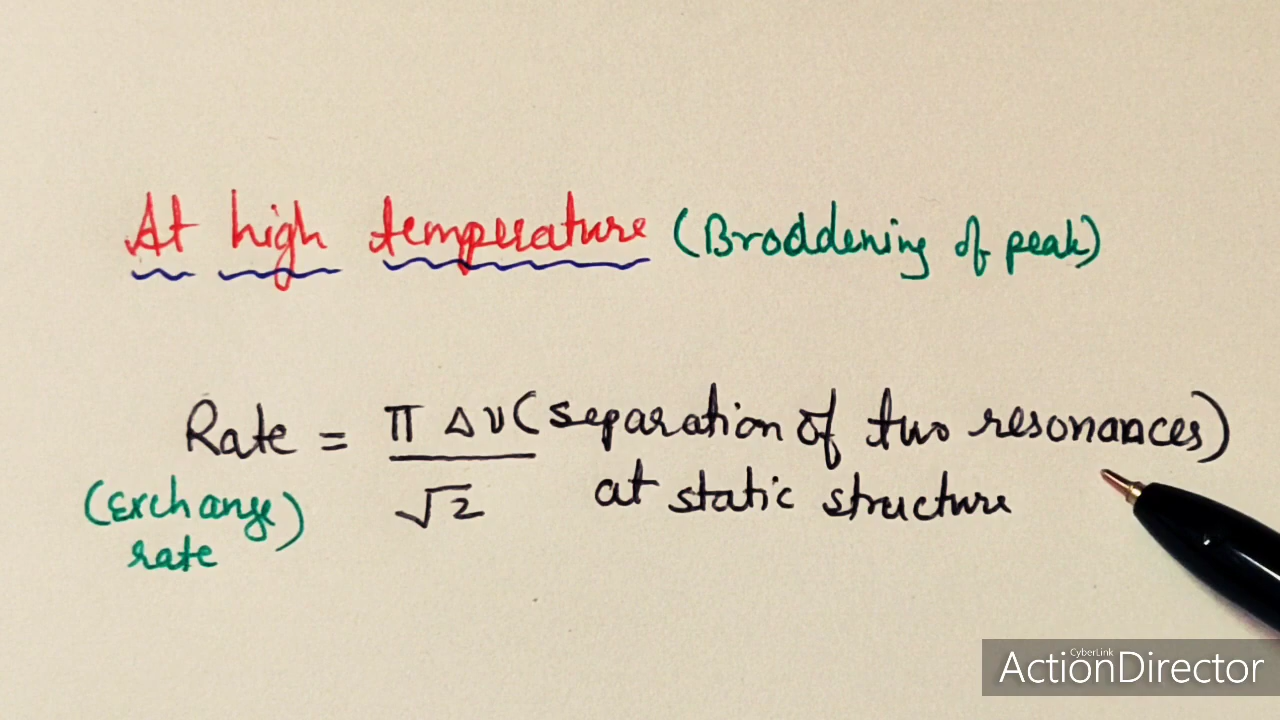 At high temperature (Broddening of peak)
Rate = π Δν (separation of two resonances)
√2 at static structure
(Exchange)
rate
CyberLink
ActionDirector